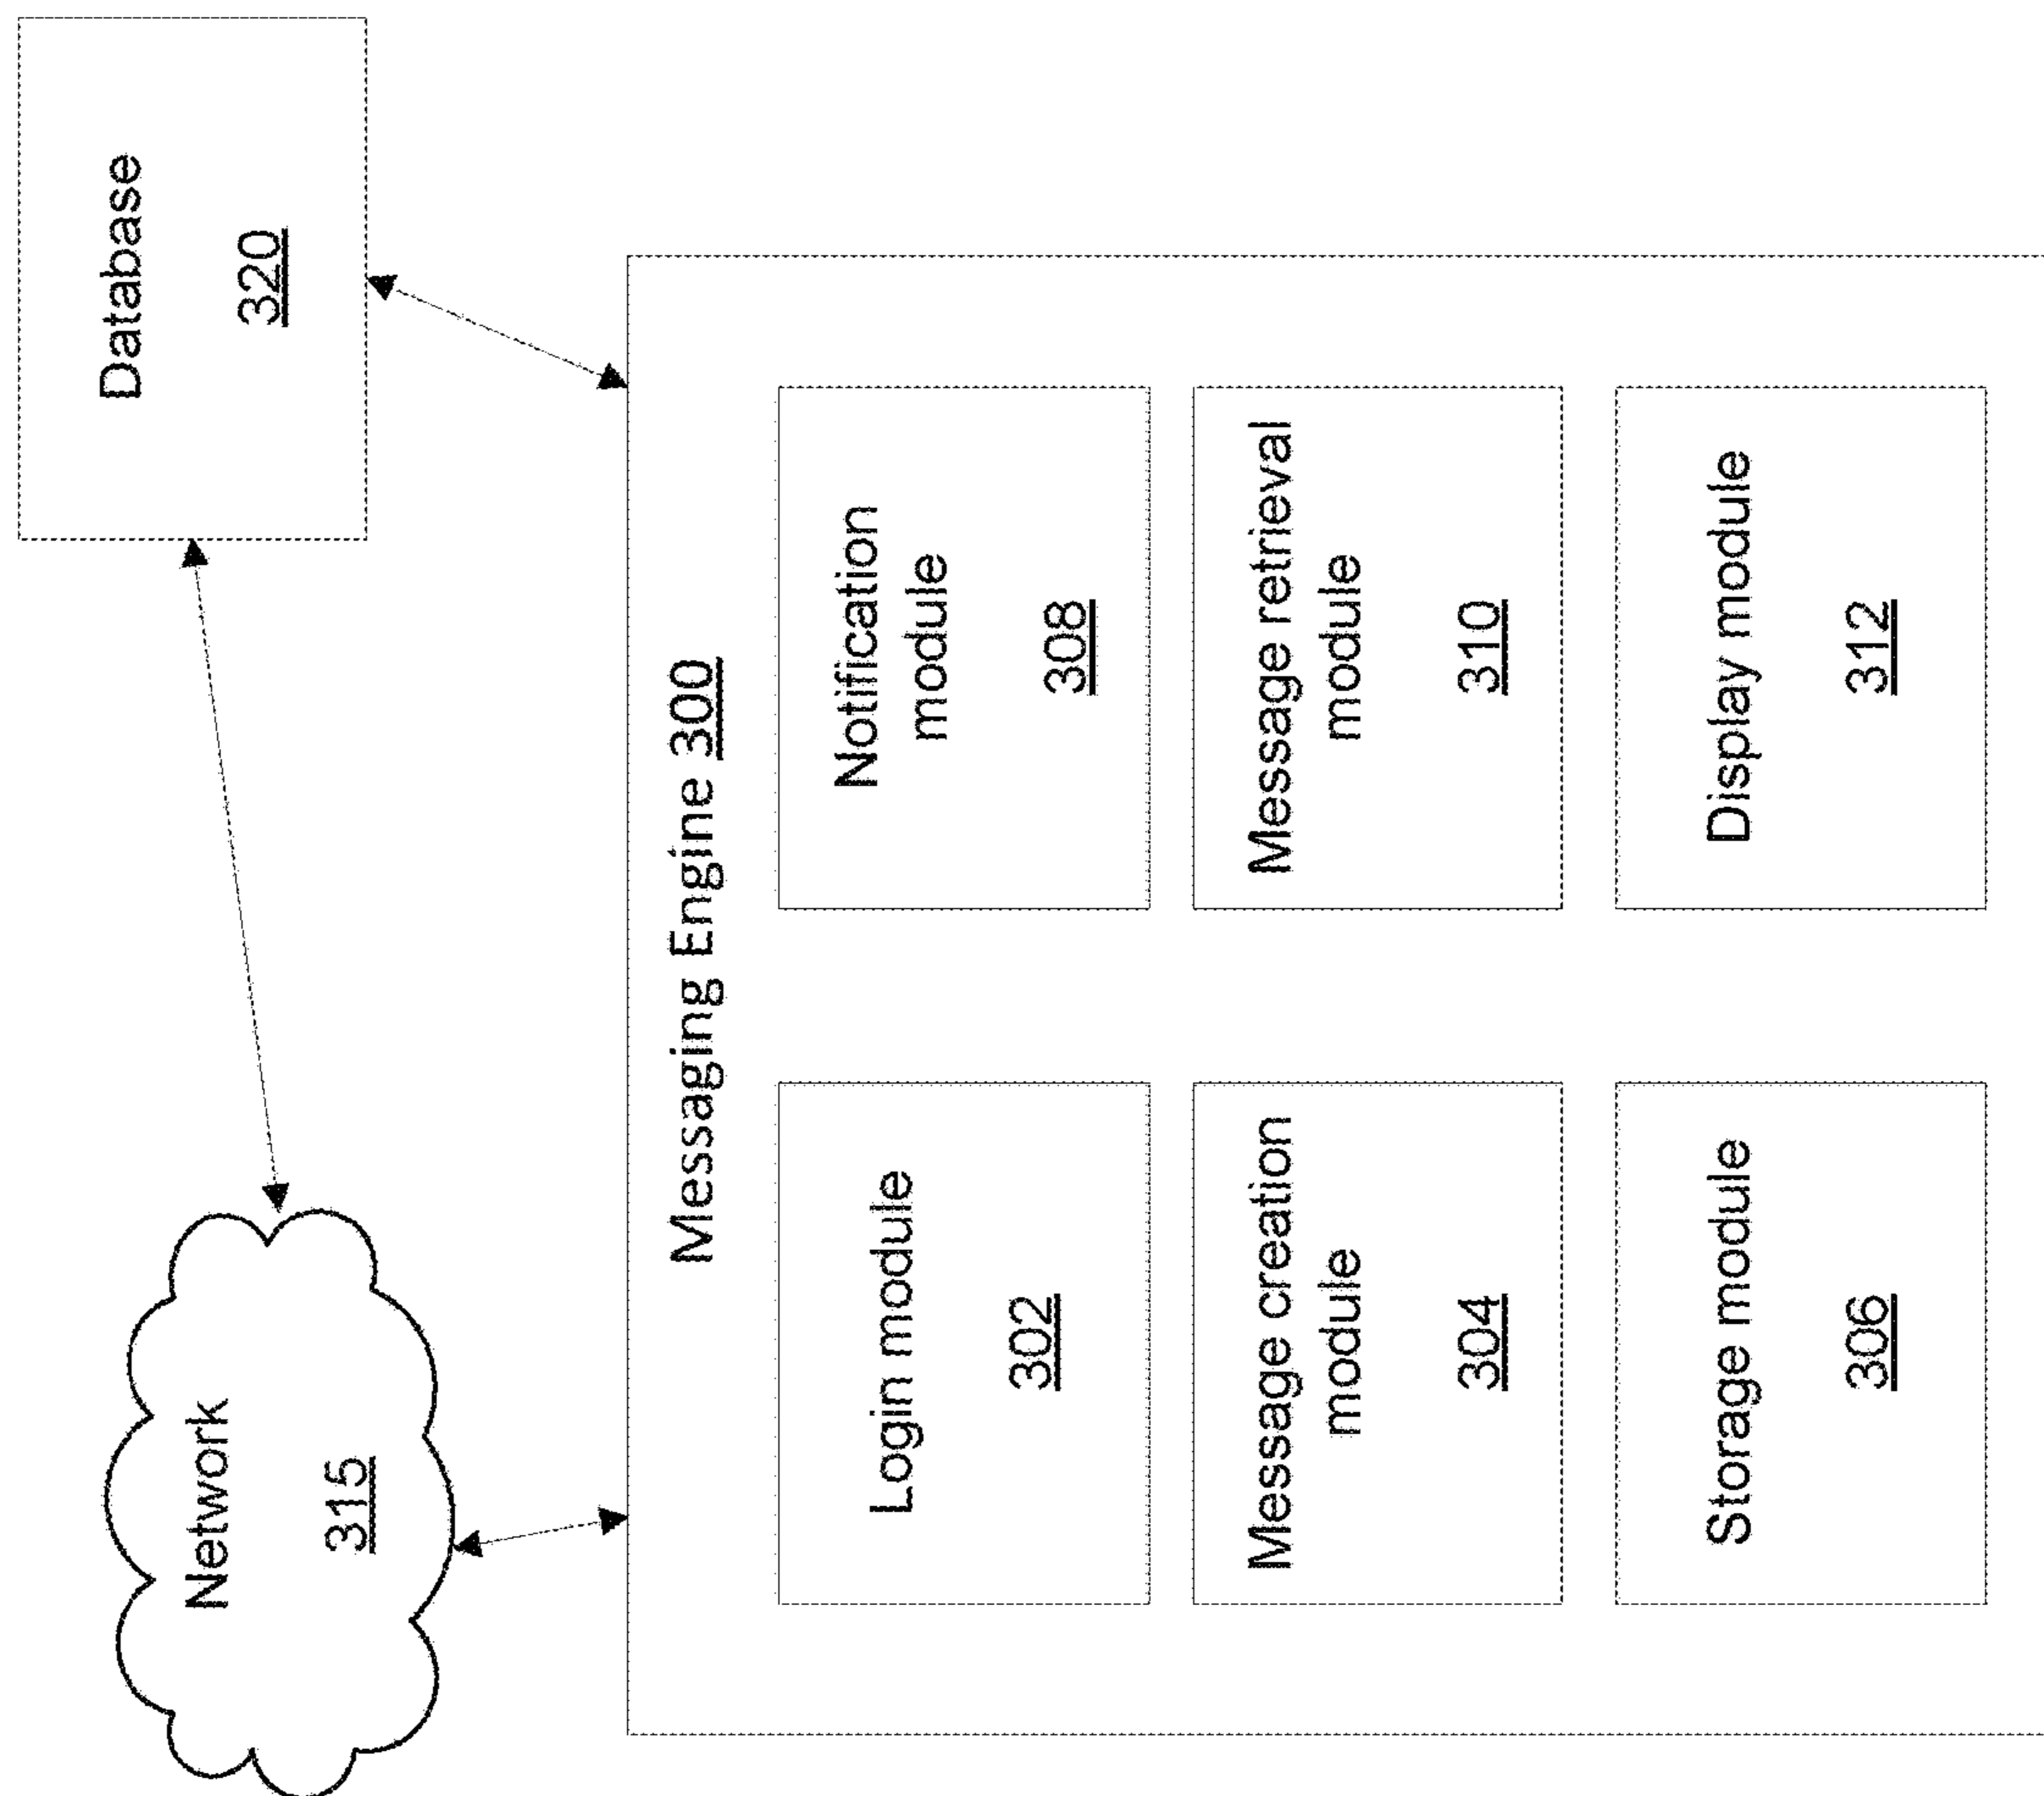 Network
315
Database
320
Messaging Engine 300
Login module
302
Notification
module
308
Message creation
module
304
Message retrieval
module
310
Storage module
306
Display module
312